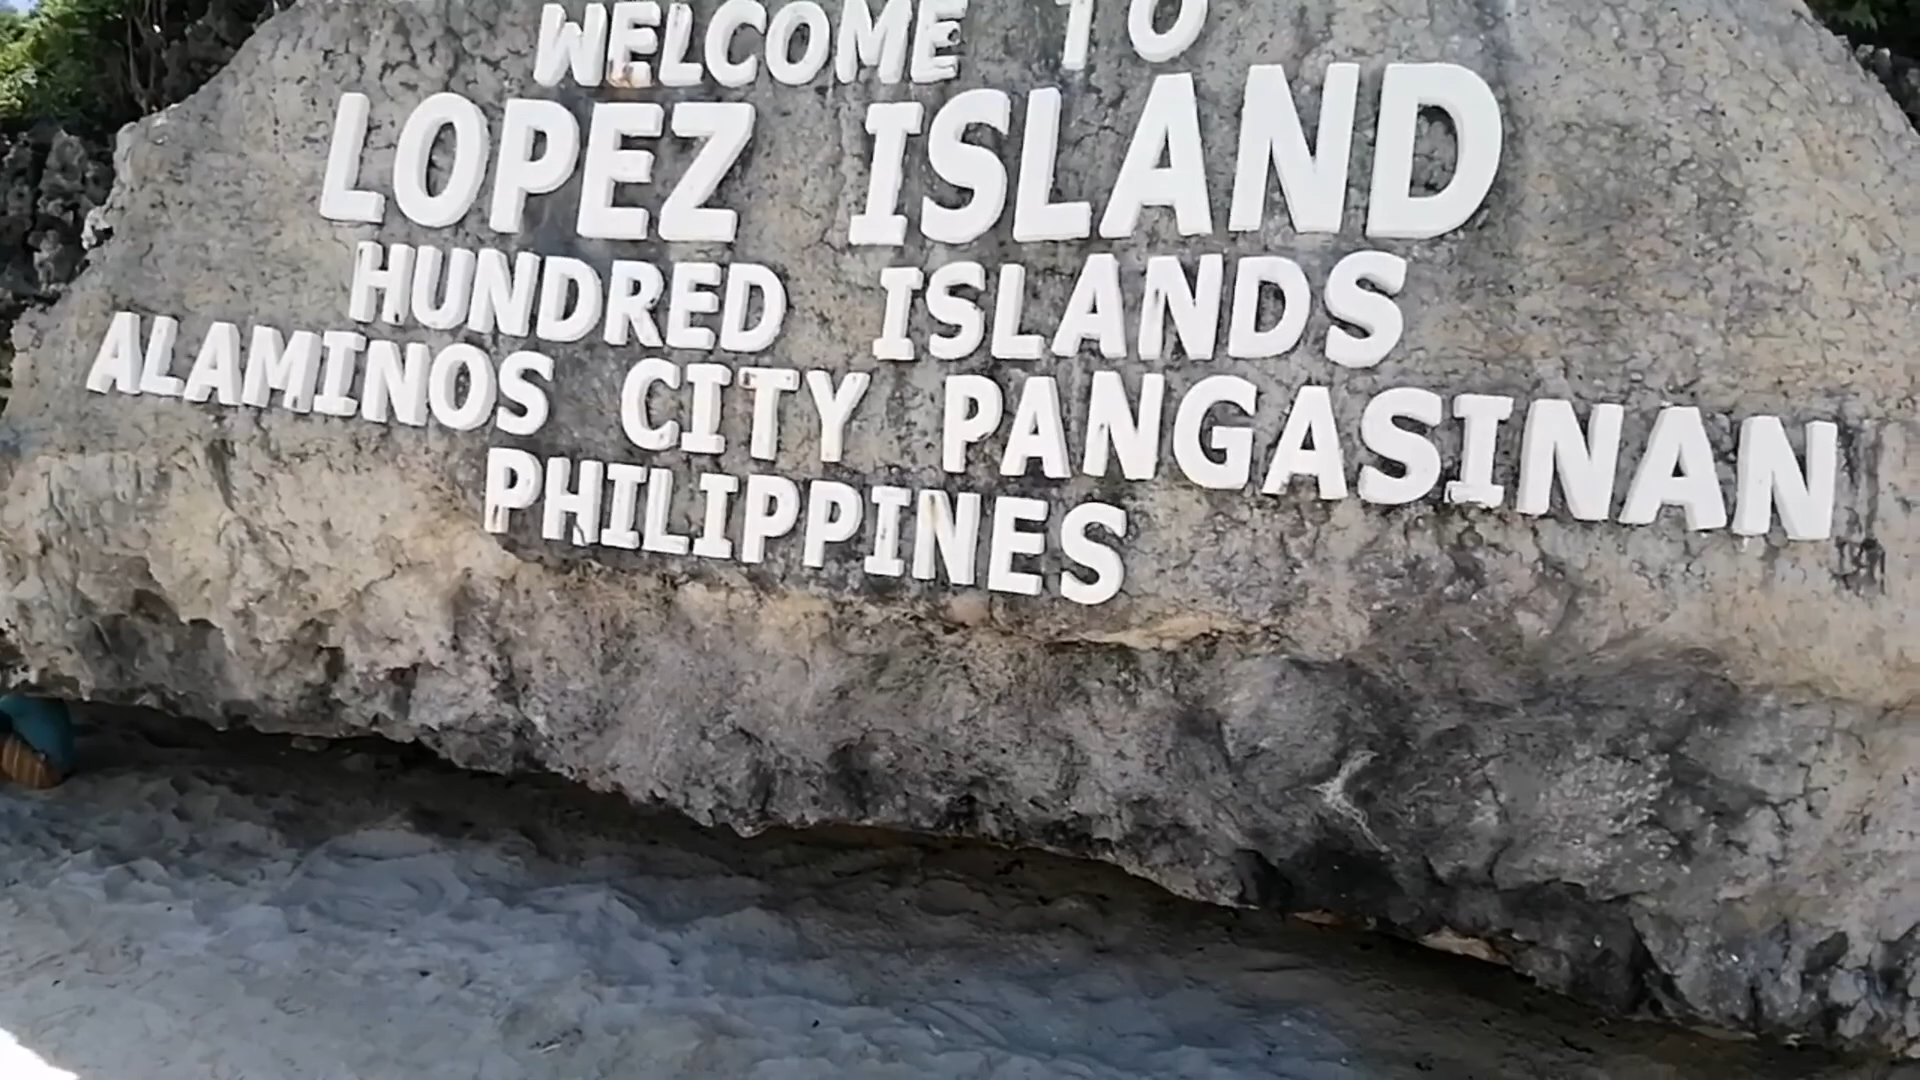 WELCOME TO
LOPEZ ISLAND
HUNDRED ISLANDS
ALAMINOS CITY PANGASINAN
PHILIPPINES